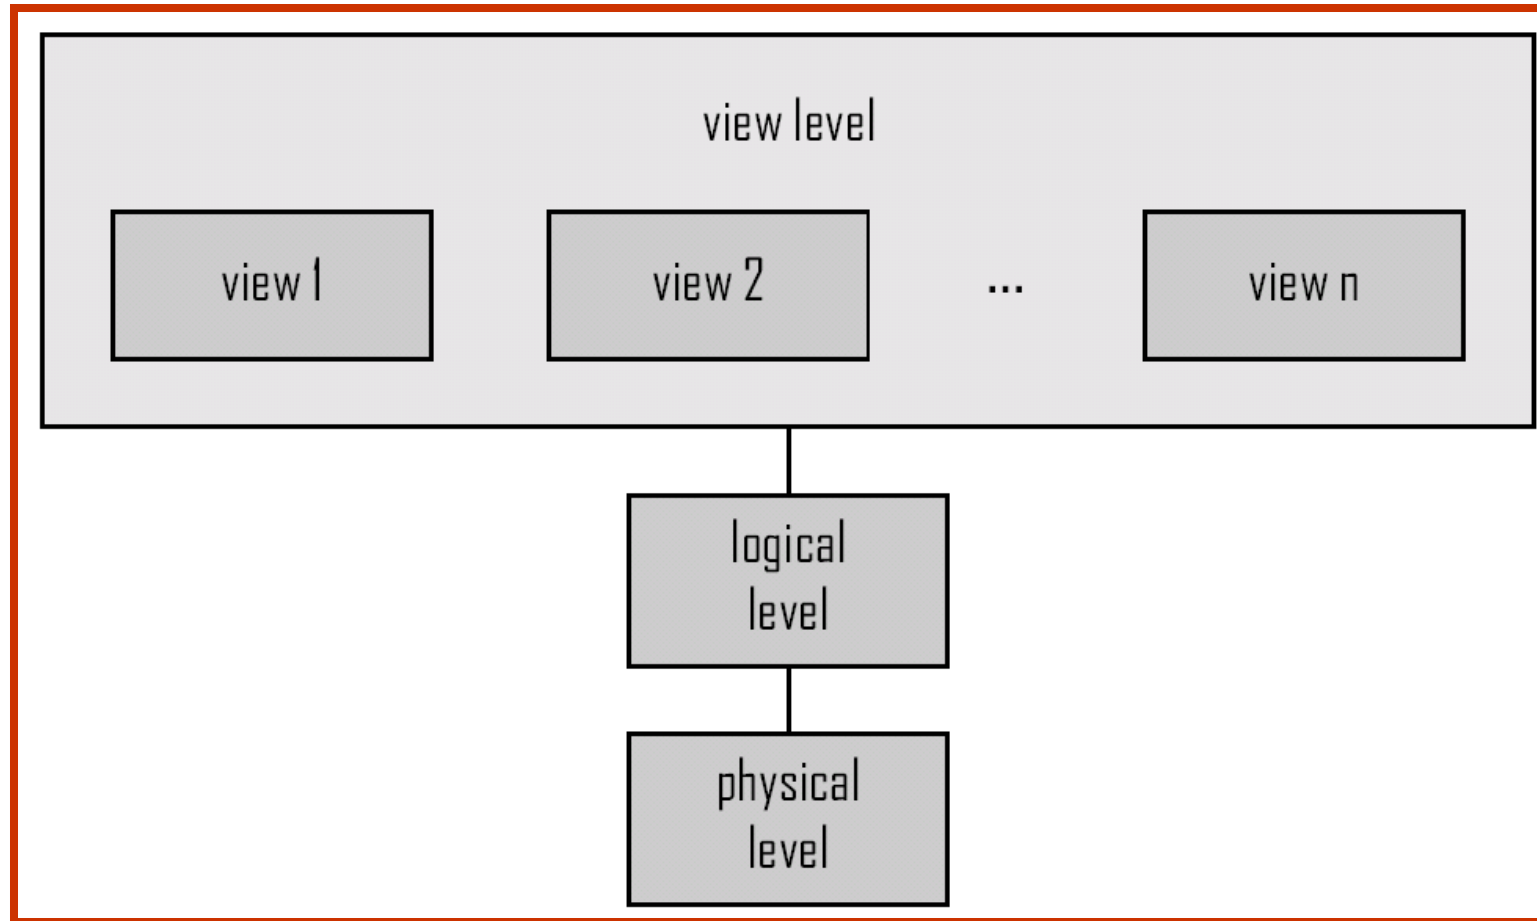 view level
view 1
view 2
...
view n
logical
level
physical
level